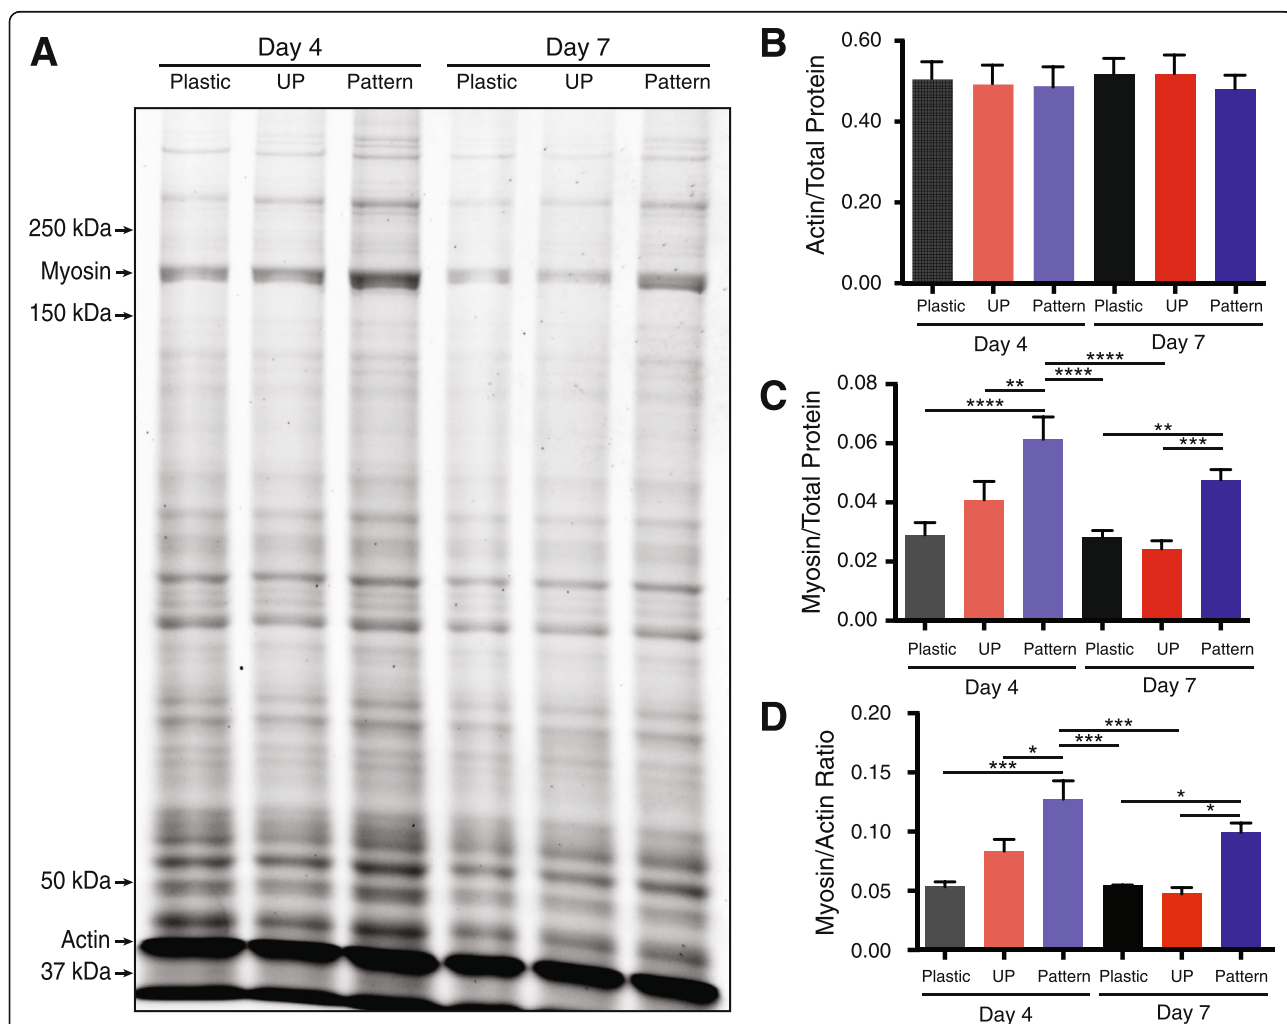 A
Day 4
Day 7
Plastic
UP
Pattern
Plastic
UP
Pattern
250 kDa
Myosin
150 kDa
50 kDa
Actin
37 kDa
B
Actin/Total Protein
0.60
0.40
0.20
0.00
Plastic
UP
Pattern
Plastic
UP
Pattern
Day 4
Day 7
C
Myosin/Total Protein
0.08
0.06
0.04
0.02
0.00
****
****
**
****
**
***
Plastic
UP
Pattern
Plastic
UP
Pattern
Day 4
Day 7
D
Myosin/Actin Ratio
0.20
0.15
0.10
0.05
0.00
***
***
*
***
*
*
Plastic
UP
Pattern
Plastic
UP
Pattern
Day 4
Day 7